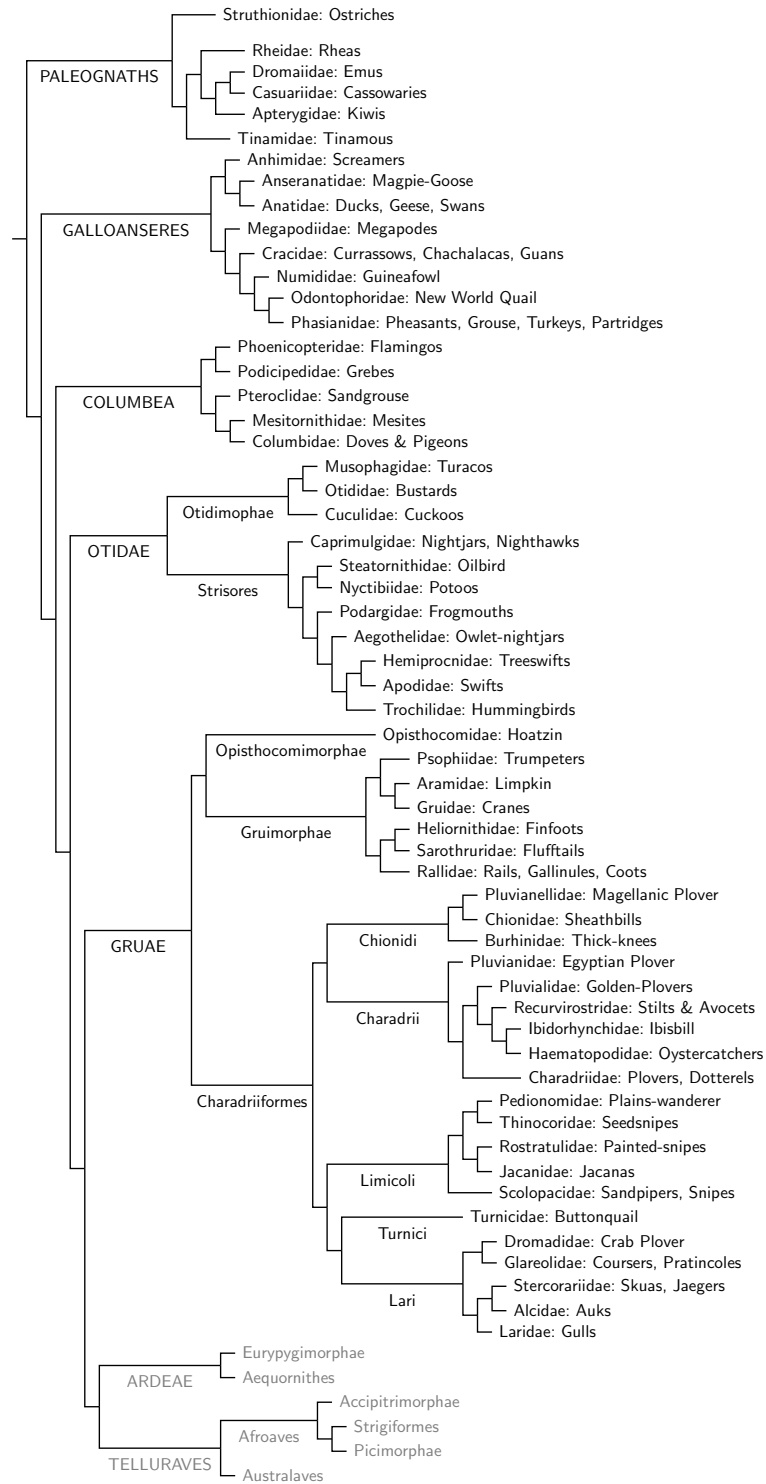 Struthionidae: Ostriches
Rheidae: Rheas
PALEOGNATHS
Dromaiidae: Emus
Casuariidae: Cassowaries
Apterygidae: Kiwis
Tinamidae: Tinamous
Anhimidae: Screamers
Anseranatidae: Magpie-Goose
Anatidae: Ducks, Geese, Swans
GALLOANSERES
Megapodiidae: Megapodes
Cracidae: Currassows, Chachalacas, Guans
Numididae: Guineafowl
Odontophoridae: New World Quail
Phasianidae: Pheasants, Grouse, Turkeys, Partridges
Phoenicopteridae: Flamingos
Podicipedidae: Grebes
COLUMBEA
Pteroclidae: Sandgrouse
Mesitornithidae: Mesites
Columbidae: Doves & Pigeons
Musophagidae: Turacos
Otididae: Bustards
Otidimophae
Cuculidae: Cuckoos
OTIDAE
Caprimulgidae: Nightjars, Nighthawks
Steatornithidae: Oilbird
Strisores
Nyctibiidae: Potoos
Podargidae: Frogmouths
Aegothelidae: Owlet-nightjars
Hemiprocnidae: Treeswifts
Apodidae: Swifts
Trochilidae: Hummingbirds
Opisthocomidae: Hoatzin
Opisthocomimorphae
Psophiidae: Trumpeters
Aramidae: Limpkin
Gruidae: Cranes
Gruimorphae
Heliornithidae: Finfoots
Sarothruridae: Flufftails
Rallidae: Rails, Gallinules, Coots
Pluvianellidae: Magellanic Plover
Chionidae: Sheathbills
GRUAE
Chionidi
Burhinidae: Thick-knees
Pluvianidae: Egyptian Plover
Pluvialidae: Golden-Plovers
Recurvirostridae: Stilts & Avocets
Charadrii
Ibidorhynchidae: Ibisbill
Haematopodidae: Oystercatchers
Charadriidae: Plovers, Dotterels
Charadriiformes
Pedionomidae: Plains-wanderer
Thinocoridae: Seedsnipes
Rostratulidae: Painted-snipes
Jacanidae: Jacanas
Limicoli
Scolopacidae: Sandpipers, Snipes
Turnicidae: Buttonquail
Turnici
Dromadidae: Crab Plover
Glareolidae: Coursers, Pratincoles
Stercorariidae: Skuas, Jaegers
Lari
Alcidae: Auks
Laridae: Gulls
Eurypygimorphae
ARDEAE
Aequornithes
Accipitrimorphae
Afroaves
Strigiformes
Picimorphae
TELLURAVES
Australaves